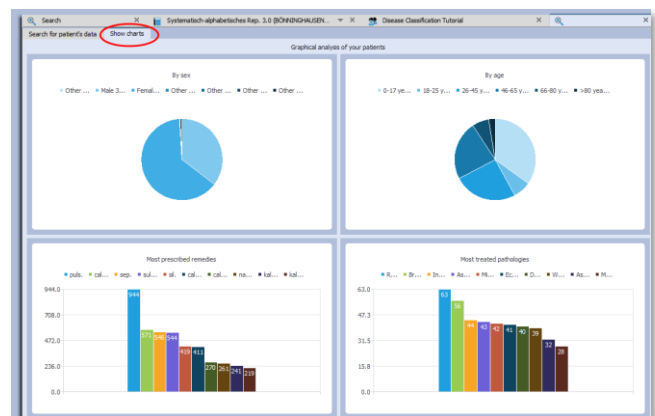 Search
Systematisch-alphabetisches Rep. 3.0 (BÖNNINGHAUSEN...
Disease Classification Tutorial
Search for patient's data
Show charts
Graphical analysis of your patients
By sex
Other ... Male 3... Femal... Other ... Other ... Other ... Other ...
By age
0-17 ye... 18-25 y... 26-45 y... 46-65 y... 66-80 y... >80 yea...
Most prescribed remedies
puls. cal... sep. sul... sil. cal... cal... na... kal... kal...
944.0
708.0
472.0
236.0
0.0
944
571
546
544
419
411
270
261
241
219
Most treated pathologies
R... Br... In... As... Mi... Ec... D... W... As... M...
63.0
47.3
31.5
15.8
0.0
63
56
44
43
42
41
40
39
32
28